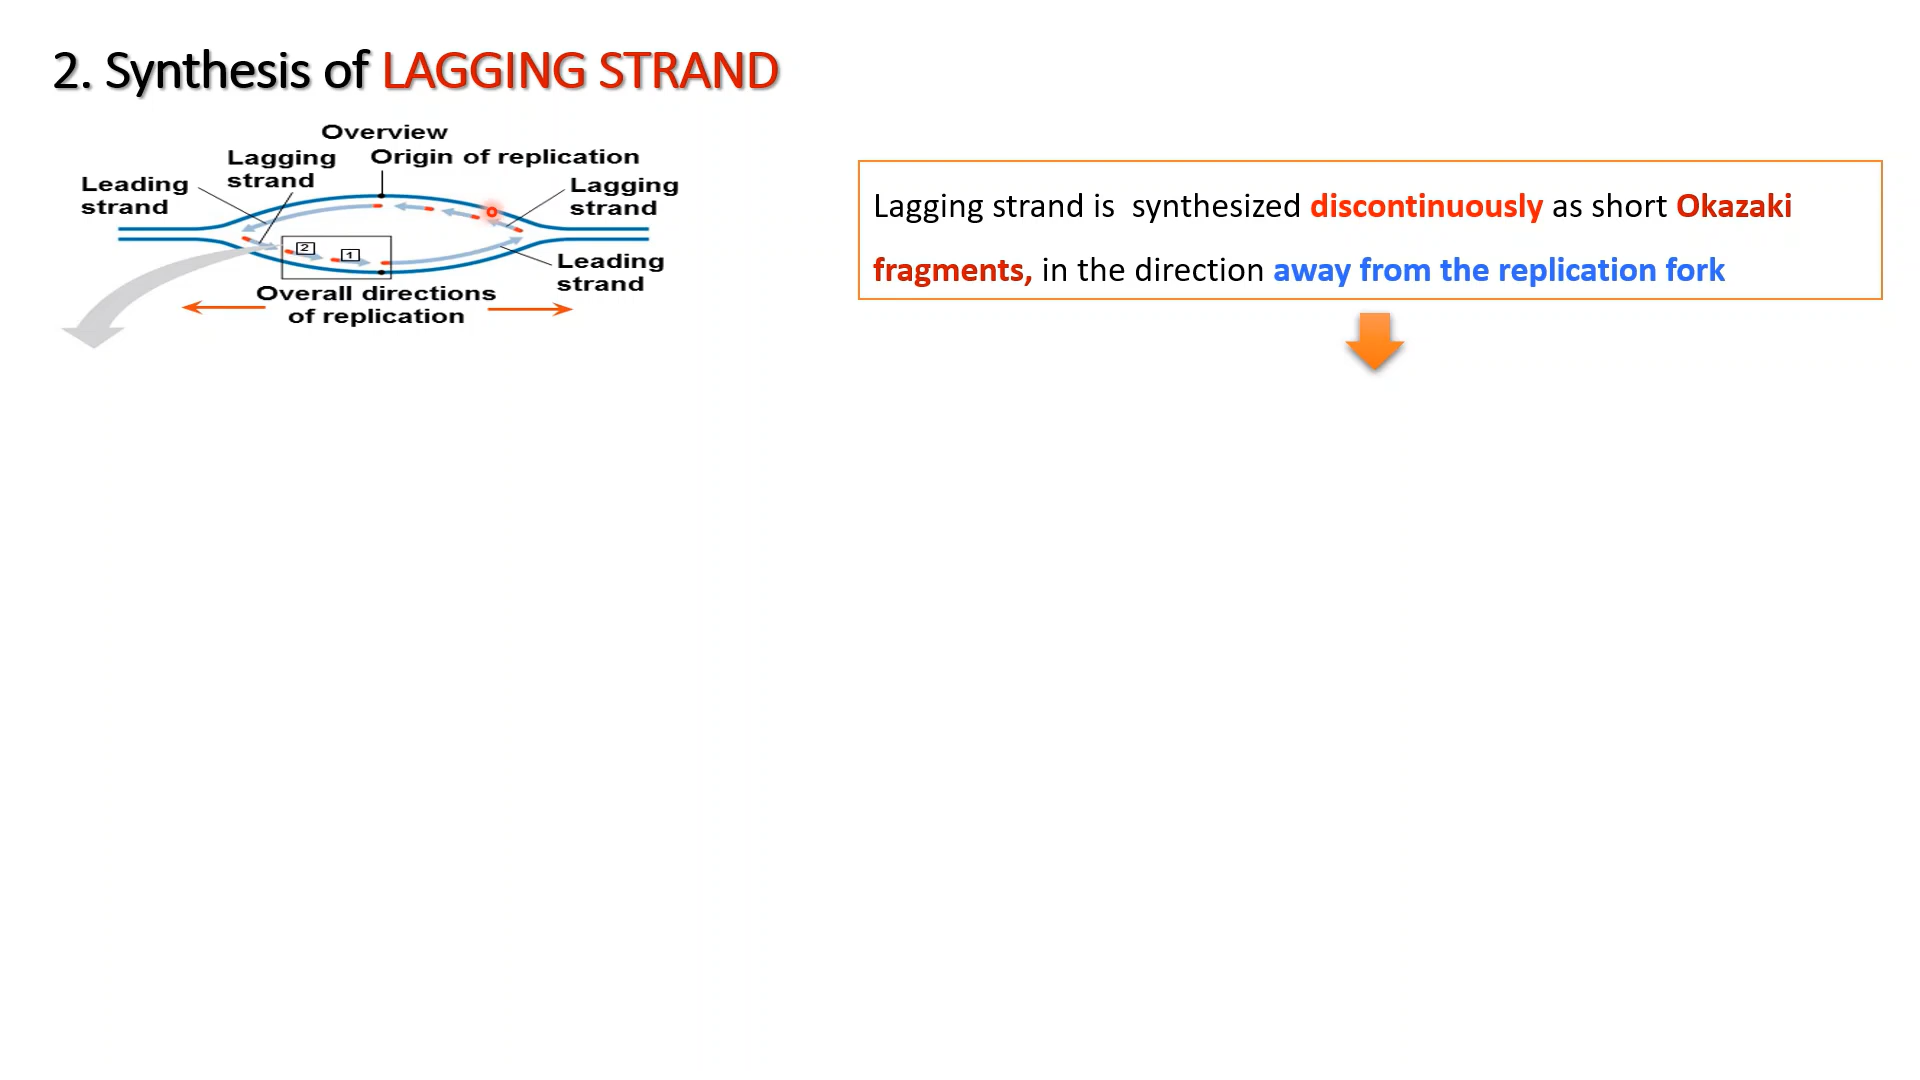 2. Synthesis of LAGGING STRAND
Overview
Lagging
strand
Origin of replication
Leading
strand
Lagging
strand
2
1
Leading
strand
Overall directions
of replication
Lagging strand is synthesized discontinuously as short Okazaki
fragments, in the direction away from the replication fork